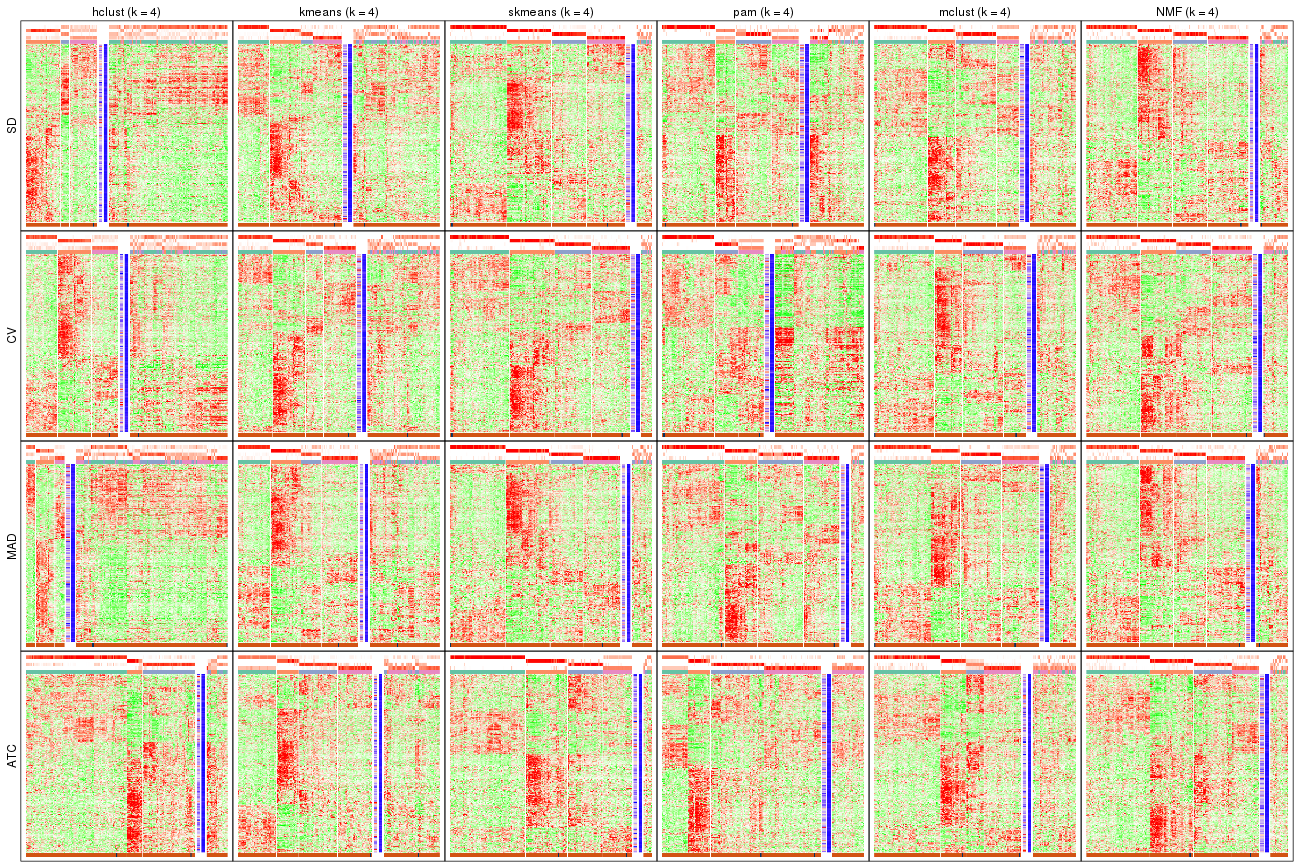 hclust (k = 4) kmeans (k = 4) skmeans (k = 4) pam (k = 4) mclust (k = 4) NMF (k = 4)
SD
CV
MAD
ATC